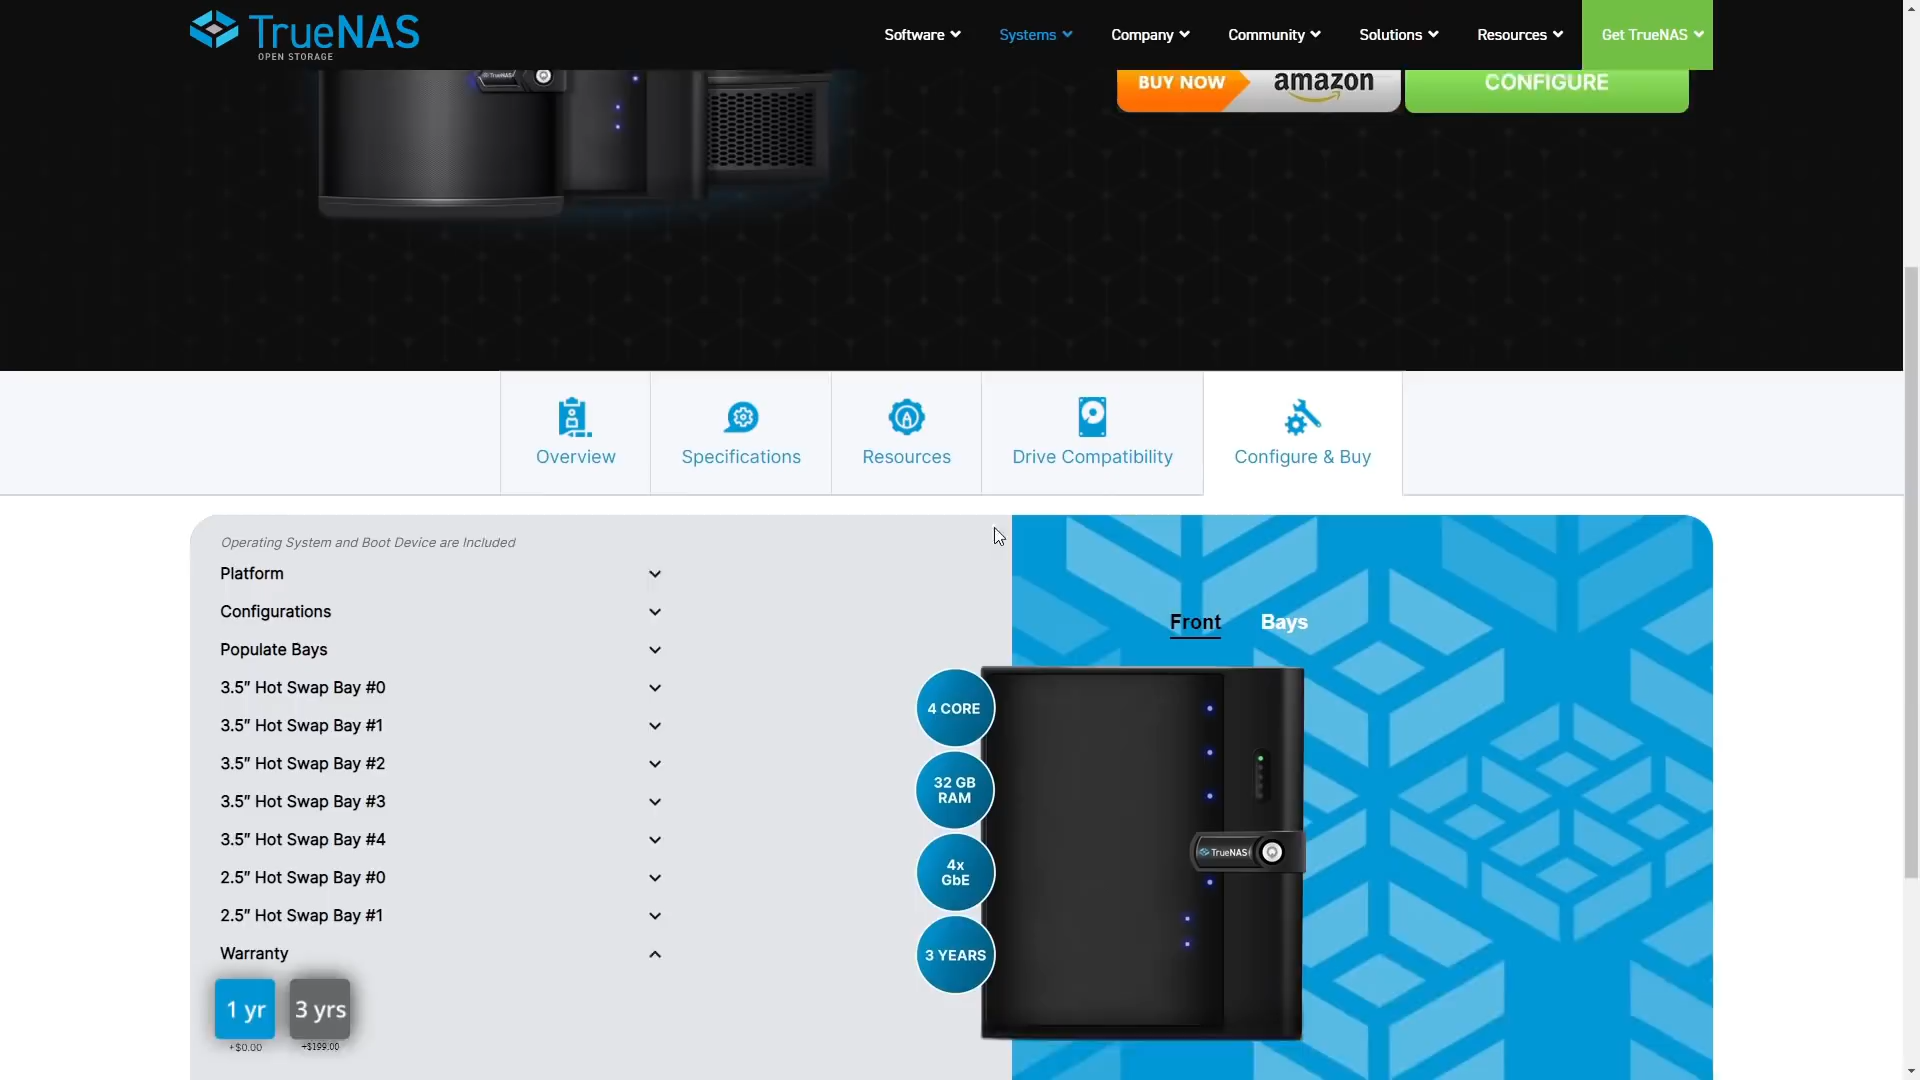 TrueNAS
OPEN STORAGE
Software
Systems
Company
Community
Solutions
Resources
Get TrueNAS
TrueNAS
BUY NOW
amazon
CONFIGURE
Overview
Specifications
Resources
Drive Compatibility
Configure & Buy
Operating System and Boot Device are Included
Platform
Configurations
Populate Bays
3.5" Hot Swap Bay #0
3.5" Hot Swap Bay #1
3.5" Hot Swap Bay #2
3.5" Hot Swap Bay #3
3.5" Hot Swap Bay #4
2.5" Hot Swap Bay #0
2.5" Hot Swap Bay #1
Warranty
1 yr
3 yrs
+$0.00
+$199.00
Front
Bays
4 CORE
32 GB
RAM
4x
GbE
3 YEARS
TrueNAS